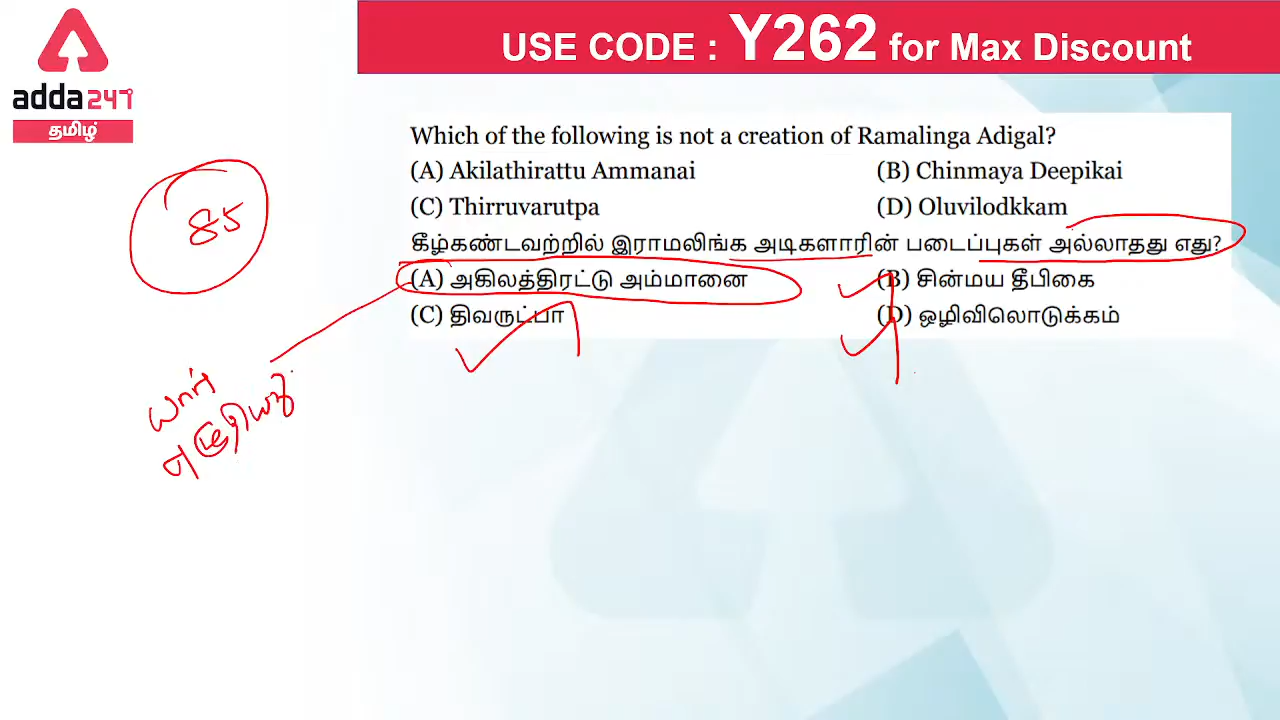 USE CODE : Y262 for Max Discount
adda247
தமிழ்
Which of the following is not a creation of Ramalinga Adigal?
(A) Akilathirattu Ammanai (B) Chinmaya Deepikai
(C) Thirruvarutpa (D) Oluvilodkkam
கீழ்கண்டவற்றில் இராமலிங்க அடிகளாரின் படைப்புகள் அல்லாதது எது?
(A) அகிலத்திரட்டு அம்மானை (B) சின்மய தீபிகை
(C) திவருட்பா (D) ஒழிவிலொடுக்கம்
85
யார்
எழுதியது